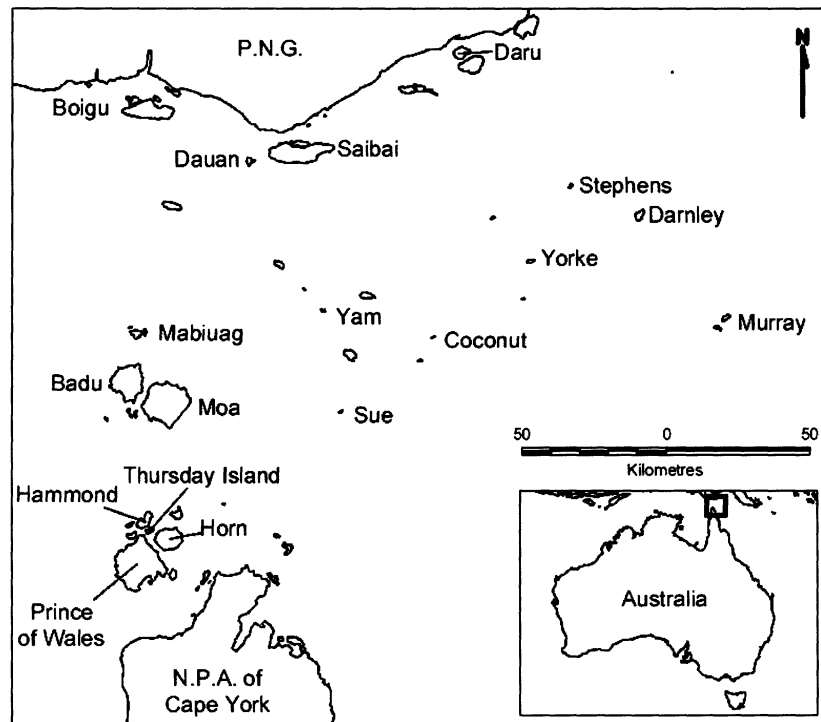 P.N.G.
Daru
N
Boigu
Dauan
Saibai
Stephens
Darnley
Yorke
Yam
Mabiuag
Coconut
Murray
Badu
Moa
Sue
50 0 50
Kilometres
Thursday Island
Hammond
Horn
Prince
of Wales
Australia
N.P.A. of
Cape York